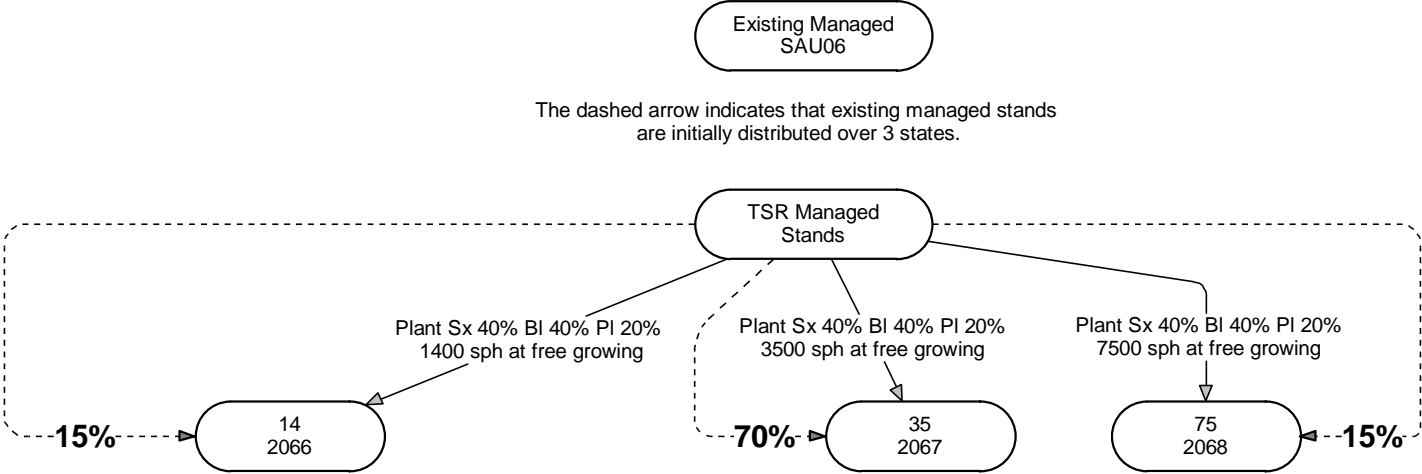 Existing Managed
SAU06
The dashed arrow indicates that existing managed stands
are initially distributed over 3 states.
TSR Managed
Stands
Plant Sx 40% Bl 40% Pl 20%
1400 sph at free growing
Plant Sx 40% Bl 40% Pl 20%
3500 sph at free growing
Plant Sx 40% Bl 40% Pl 20%
7500 sph at free growing
15%
14
2066
70%
35
2067
75
2068
15%